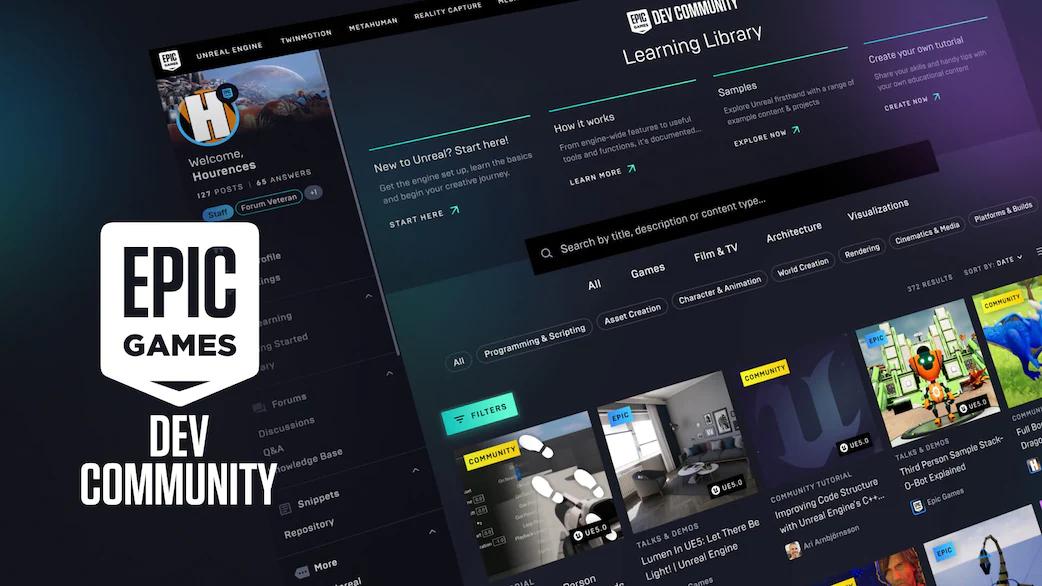 EPIC
GAMES
DEV
COMMUNITY
EPIC
GAMES
UNREAL ENGINE
TWINMOTION
METAHUMAN
REALITY CAPTURE
Welcome,
Hourences
127 POSTS | 65 ANSWERS
Staff
Forum Veteran
+1
Forums
Discussions
Q&A
Knowledge Base
Snippets
Repository
More
EPIC
GAMES
DEV COMMUNITY
Learning Library
New to Unreal? Start here!
Get the engine set up, learn the basics
and begin your creative journey.
START HERE
How it works
From engine-wide features to useful
tools and functions, it's documented...
LEARN MORE
Samples
Explore Unreal firsthand with a range of
example content & projects
EXPLORE NOW
Create your own tutorial
Share your skills and handy tips with
your own educational content
CREATE NOW
Search by title, description or content type...
All
Games
Film & TV
Architecture
Visualizations
All
Programming & Scripting
Asset Creation
Character & Animation
World Creation
Rendering
Cinematics & Media
Platforms & Builds
372 RESULTS
SORT BY: DATE
FILTERS
COMMUNITY
UE5.0
Person
EPIC
UE5.0
TALKS & DEMOS
Lumen In UE5: Let There Be
Light! | Unreal Engine
Games
COMMUNITY
UE5.0
COMMUNITY TUTORIAL
Improving Code Structure
with Unreal Engine's C++...
Ari Arnbjörnsson
EPIC
UE5.0
TALKS & DEMOS
Third Person Sample Stack-
O-Bot Explained
Epic Games
COMMUNITY
Full
EPIC